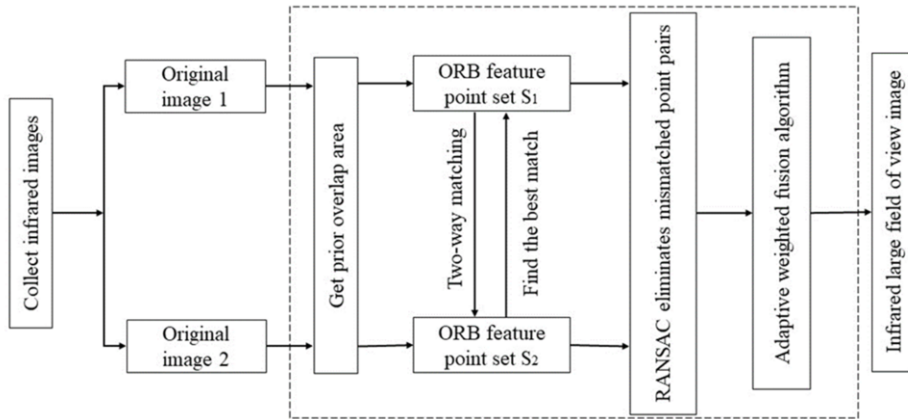 Collect infrared images
Original
image 1
Original
image 2
Get prior overlap area
ORB feature
point set S₁
Two-way matching
Find the best match
ORB feature
point set S₂
RANSAC eliminates mismatched point pairs
Adaptive weighted fusion algorithm
Infrared large field of view image